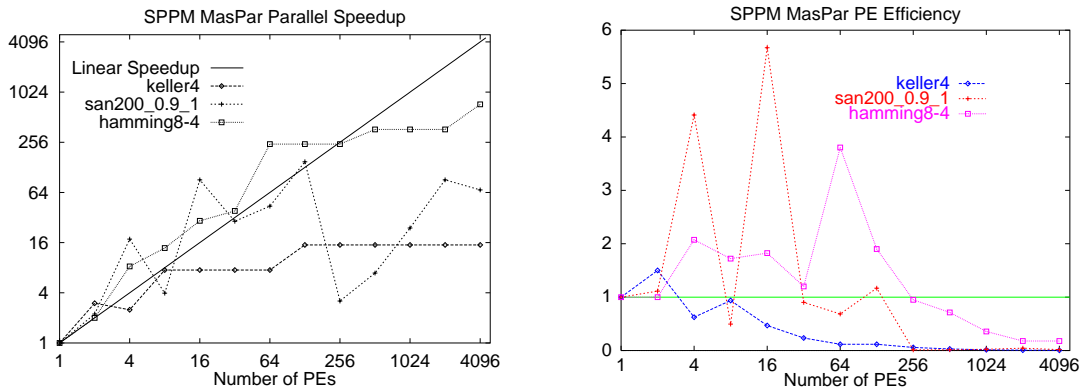 SPPM MasPar Parallel Speedup
4096
1024
256
64
16
4
1
Linear Speedup
keller4
san200_0.9_1
hamming8-4
1 4 16 64 256 1024 4096
Number of PEs
SPPM MasPar PE Efficiency
6
5
4
3
2
1
0
keller4
san200_0.9_1
hamming8-4
1 4 16 64 256 1024 4096
Number of PEs